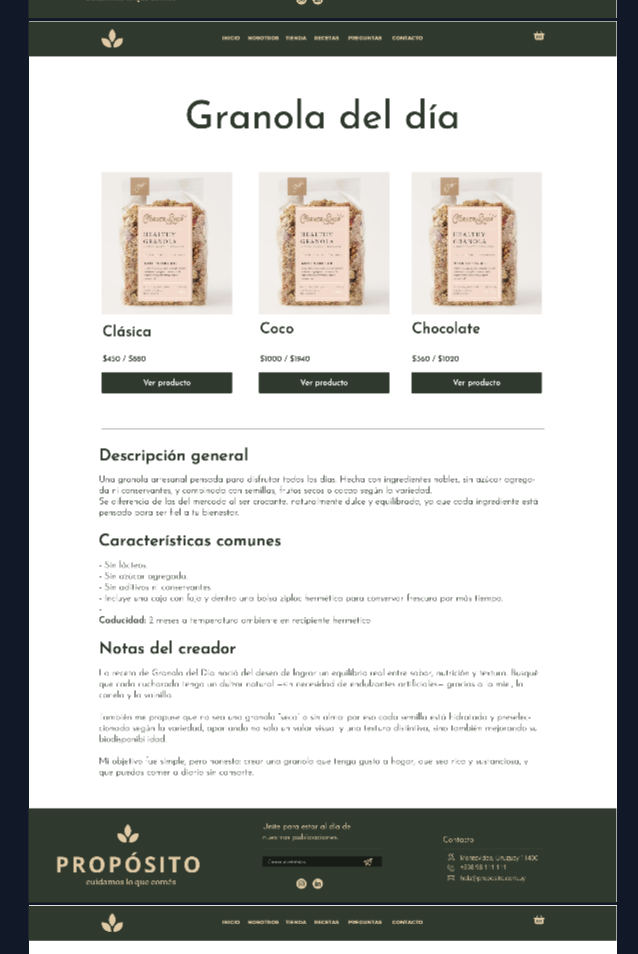 INICIO NOSOTROS TIENDA RECETAS PREGUNTAS CONTACTO
Granola del día
HEALTHY
GRANOLA
HEALTHY
GRANOLA
HEALTHY
GRANOLA
Clásica
Coco
Chocolate
$450 / $880
$1000 / $1940
$560 / $1020
Ver producto
Ver producto
Ver producto
Descripción general
Una granola artesanal pensada para disfrutar todos los días. Hecha con ingredientes nobles, sin azúcar agrega-
da ni conservantes, y combinada con semillas, frutos secos o cacao según la variedad.
Se diferencia de las del mercado al ser crocante, naturalmente dulce y equilibrada, ya que cada ingrediente está
pensado para ser fiel a tu bienestar.
Características comunes
- Sin lácteos
- Sin azúcar agregada
- Sin aditivos ni conservantes
- Incluye una caja con faja y dentro una bolsa ziploc hermética para conservar frescura por más tiempo.
-
Caducidad: 2 meses a temperatura ambiente en recipiente hermético
Notas del creador
La receta de Granola del Día nació del deseo de lograr un equilibrio real entre sabor, nutrición y textura. Busqué
que cada cucharada tenga un dulzor natural —sin necesidad de endulzantes artificiales— gracias a la miel, la
canela y la vainilla.
También me propuse que no sea una granola "seca" o sin alma: por eso cada semilla está hidratada y preselec-
cionada según la variedad, aportando no solo un valor visual y una textura distintiva, sino también mejorando su
biodisponibilidad.
Mi objetivo fue simple, pero honesto: crear una granola que tenga gusto a hogar, que sea rica y sustanciosa, y
que puedas comer a diario sin cansarte.
PROPÓSITO
cuidamos lo que comés
Uníte para estar al día de
nuestras publicaciones
Contacto
Montevideo, Uruguay 11400
INICIO NOSOTROS TIENDA RECETAS PREGUNTAS CONTACTO